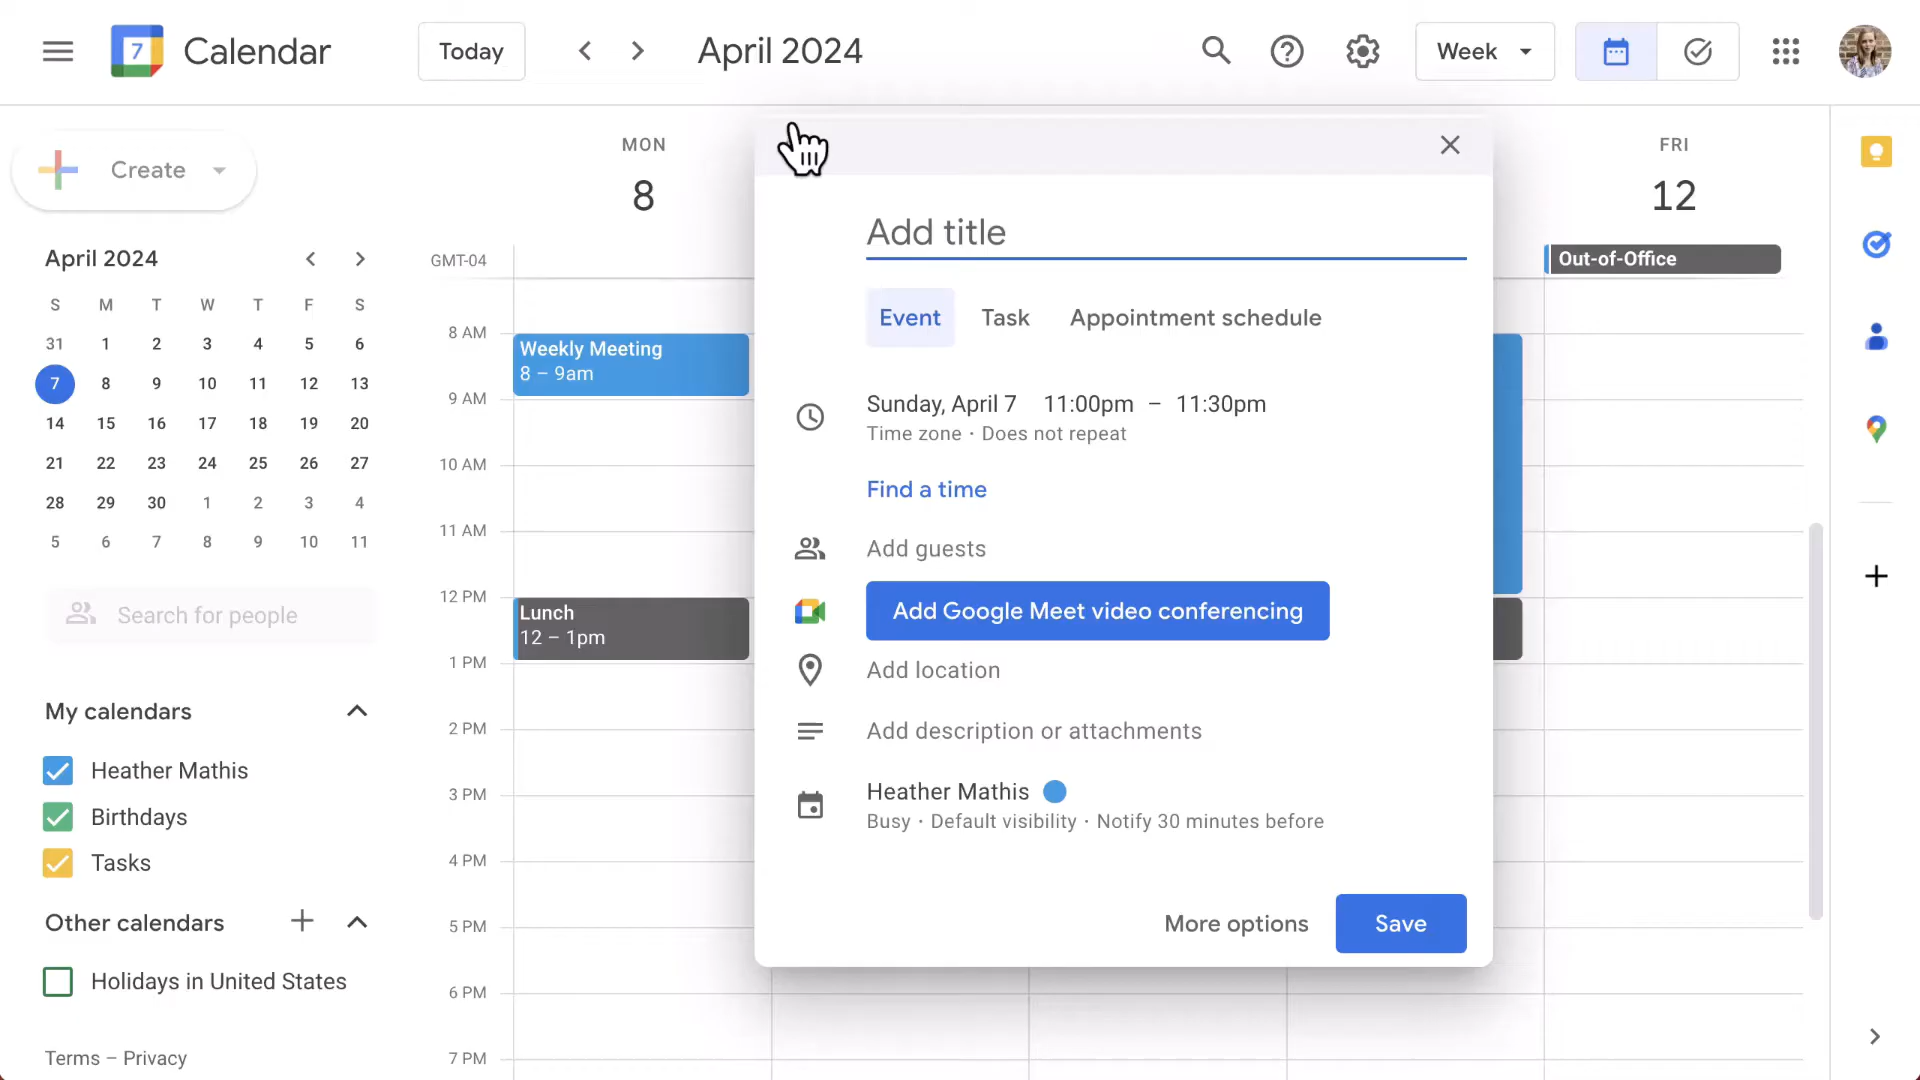 7 Calendar
Today
April 2024
Week
Create
April 2024
S M T W T F S
31 1 2 3 4 5 6
7 8 9 10 11 12 13
14 15 16 17 18 19 20
21 22 23 24 25 26 27
28 29 30 1 2 3 4
5 6 7 8 9 10 11
Search for people
My calendars
Heather Mathis
Birthdays
Tasks
Other calendars
Holidays in United States
Terms – Privacy
MON
8
FRI
12
GMT-04
Out-of-Office
8 AM
Weekly Meeting
8 – 9am
9 AM
10 AM
11 AM
12 PM
Lunch
12 – 1pm
1 PM
2 PM
3 PM
4 PM
5 PM
6 PM
7 PM
Add title
Event Task Appointment schedule
Sunday, April 7 11:00pm – 11:30pm
Time zone · Does not repeat
Find a time
Add guests
Add Google Meet video conferencing
Add location
Add description or attachments
Heather Mathis
Busy · Default visibility · Notify 30 minutes before
More options Save